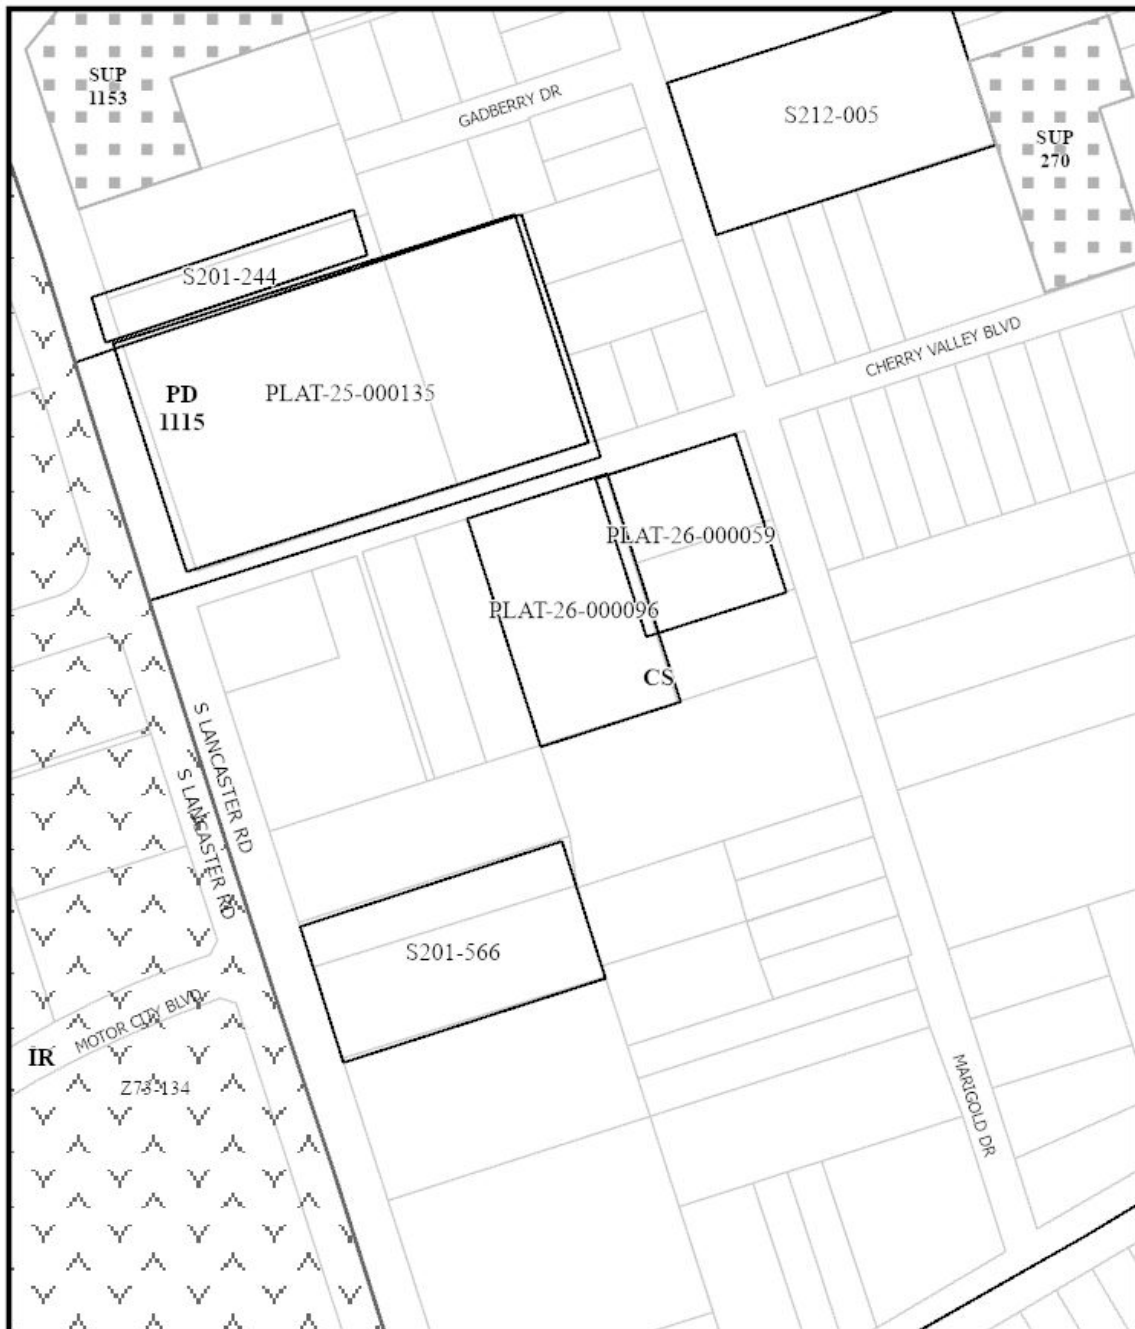 SUP
1153
GADBERRY DR
S212-005
SUP
270
S201-244
CHERRY VALLEY BLVD
PD
1115
PLAT-25-000135
PLAT-26-000059
PLAT-26-000096
CS
S LANCASTER RD
S LANCASTER RD
S201-566
MOTOR CITY BLVD
IR
Z73-134
MARIGOLD DR